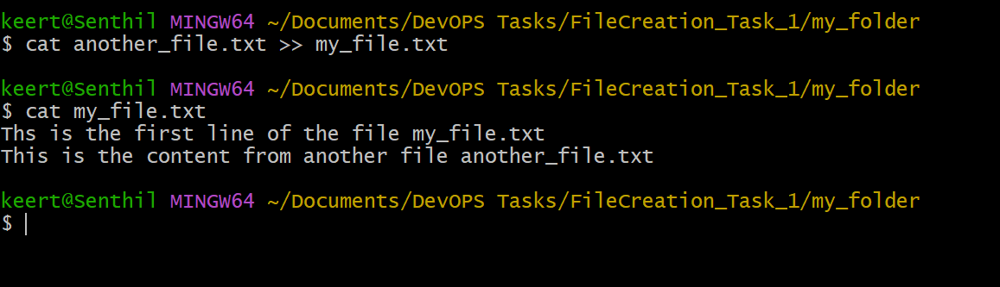 keert@Senthil MINGW64 ~/Documents/DevOPS Tasks/FileCreation_Task_1/my_folder
$ cat another_file.txt >> my_file.txt
keert@Senthil MINGW64 ~/Documents/DevOPS Tasks/FileCreation_Task_1/my_folder
$ cat my_file.txt
Ths is the first line of the file my_file.txt
This is the content from another file another_file.txt
keert@Senthil MINGW64 ~/Documents/DevOPS Tasks/FileCreation_Task_1/my_folder
$